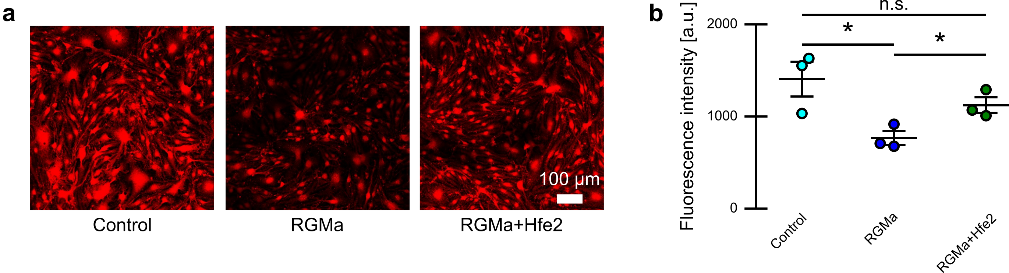 a
100 μm
Control
RGMa
RGMa+Hfe2
b
Fluorescence intensity [a.u.]
2000
1000
0
n.s.
*
*
Control
RGMa
RGMa+Hfe2